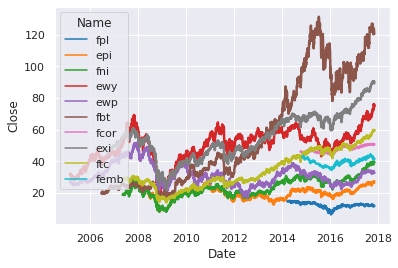 Name
fpl
epi
fni
ewy
ewp
fbt
fcor
exi
ftc
femb
120
100
80
60
40
20
Close
2006
2008
2010
2012
2014
2016
2018
Date